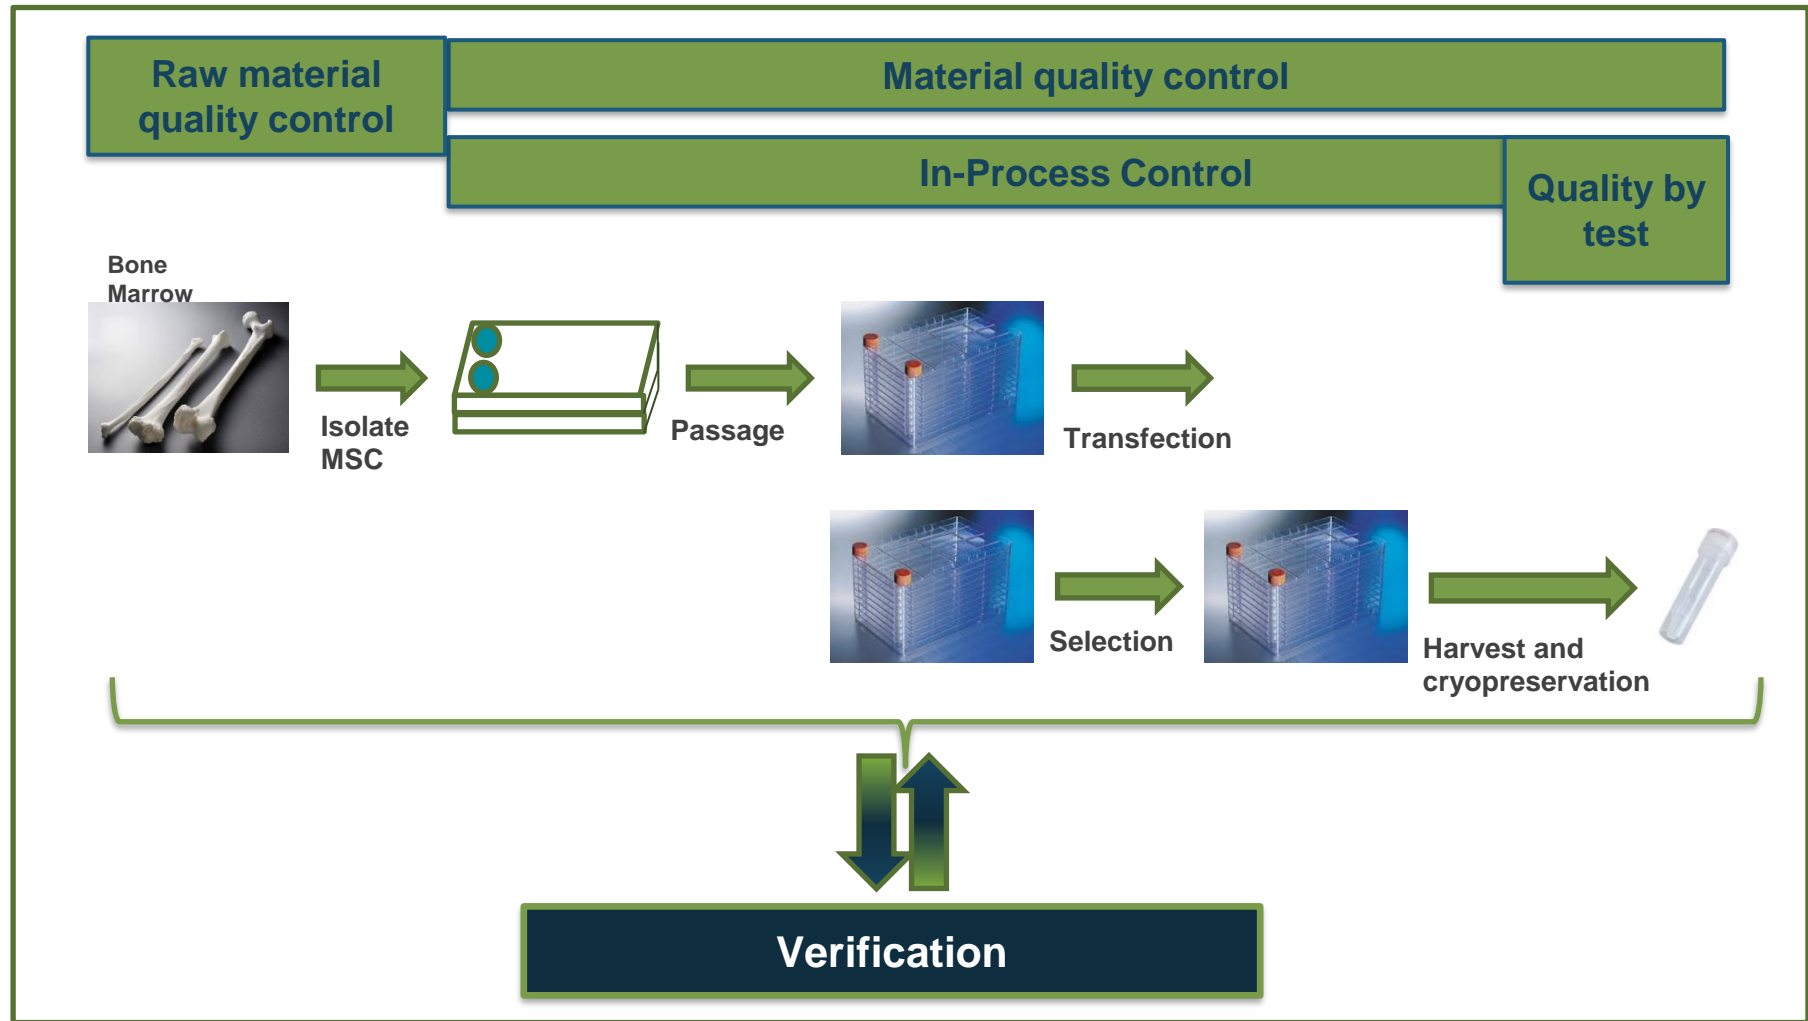 Raw material
quality control
Material quality control
In-Process Control
Quality by
test
Bone
Marrow
Isolate
MSC
Passage
Transfection
Selection
Harvest and
cryopreservation
Verification